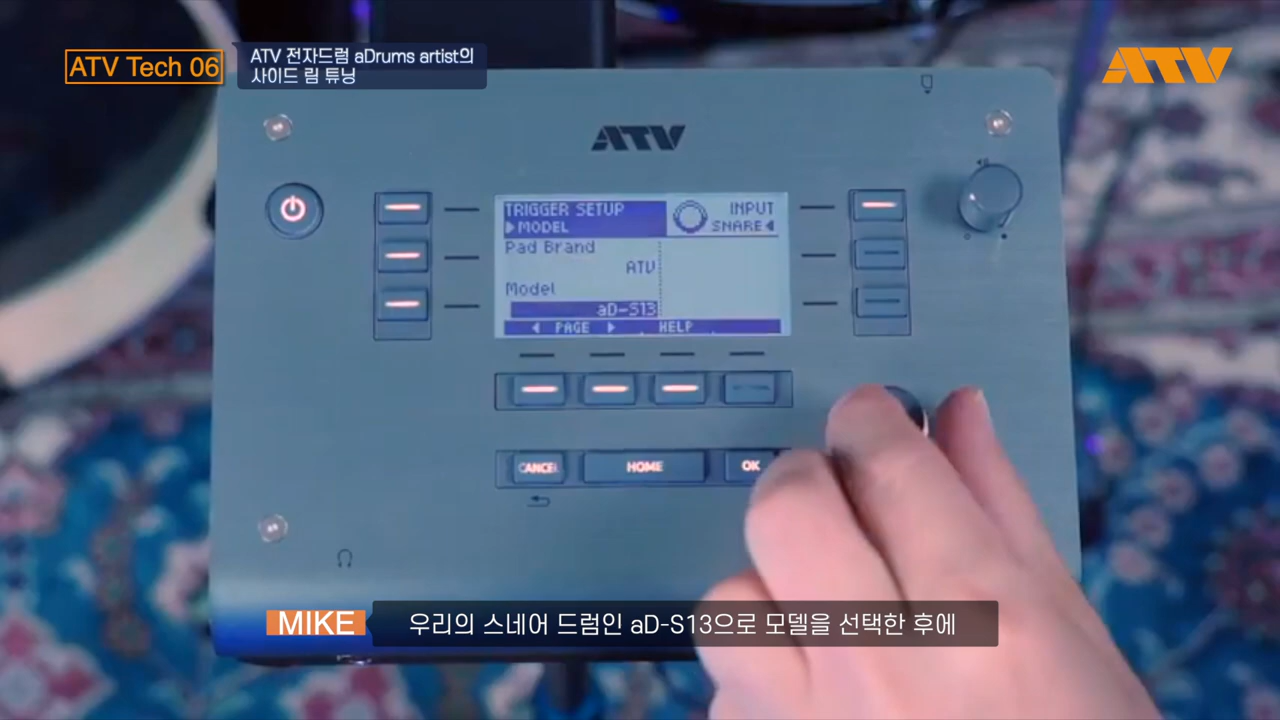 ATV Tech 06
ATV 전자드럼 aDrums artist의
사이드 림 튜닝
ATV
ATV
TRIGGER SETUP
▶MODEL
INPUT
SNARE◀
Pad Brand
ATV
Model
aD-S13
◀ PAGE ▶ HELP
CANCEL
HOME
OK
MIKE
우리의 스네어 드럼인 aD-S13으로 모델을 선택한 후에